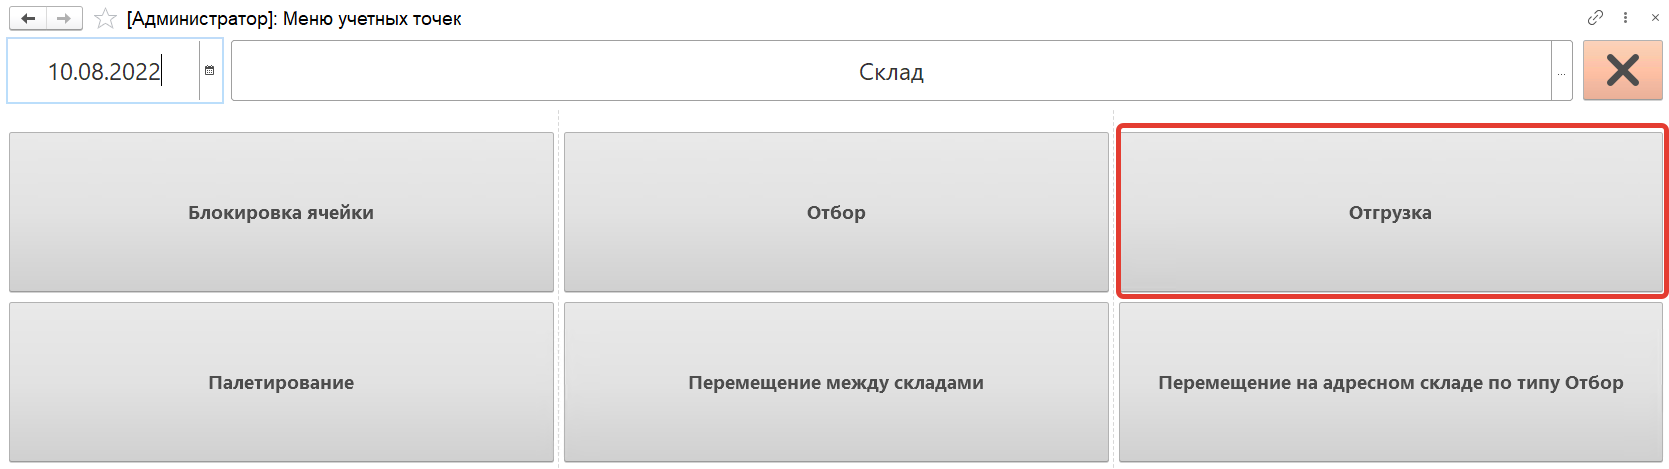 [Администратор]: Меню учетных точек
10.08.2022
Склад
...
Блокировка ячейки
Отбор
Отгрузка
Палетирование
Перемещение между складами
Перемещение на адресном складе по типу Отбор